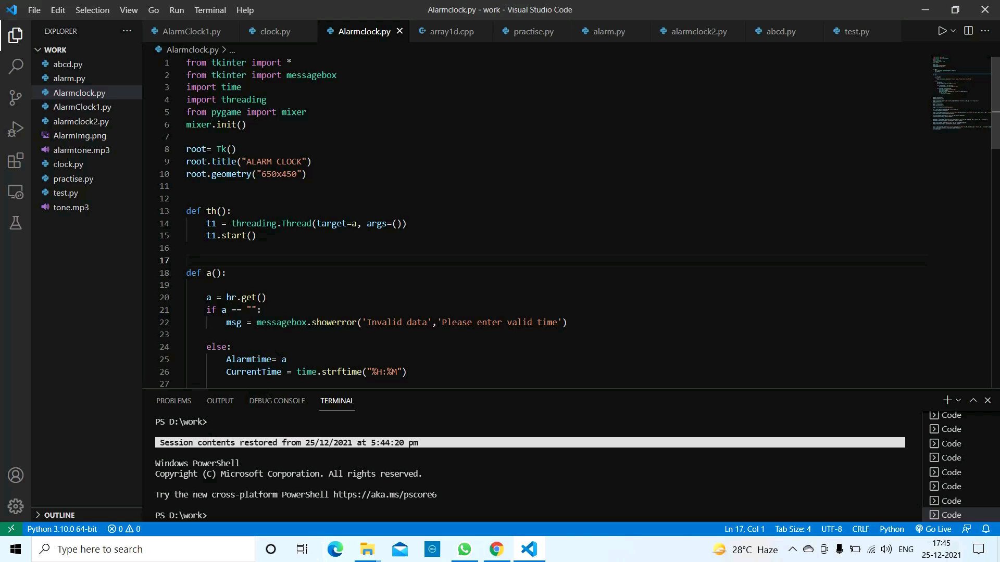 File Edit Selection View Go Run Terminal Help
Alarmclock.py - work - Visual Studio Code
EXPLORER
AlarmClock1.py clock.py Alarmclock.py array1d.cpp practise.py alarm.py alarmclock2.py abcd.py test.py
WORK
abcd.py
alarm.py
Alarmclock.py
AlarmClock1.py
alarmclock2.py
AlarmImg.png
alarmtone.mp3
clock.py
practise.py
test.py
tone.mp3
OUTLINE
Alarmclock.py > ...
1 from tkinter import *
2 from tkinter import messagebox
3 import time
4 import threading
5 from pygame import mixer
6 mixer.init()
7
8 root= Tk()
9 root.title("ALARM CLOCK")
10 root.geometry("650x450")
11
12
13 def th():
14 t1 = threading.Thread(target=a, args=())
15 t1.start()
16
17
18 def a():
19
20 a = hr.get()
21 if a == "":
22 msg = messagebox.showerror('Invalid data','Please enter valid time')
23
24 else:
25 Alarmtime= a
26 CurrentTime = time.strftime("%H:%M")
27
PROBLEMS OUTPUT DEBUG CONSOLE TERMINAL
PS D:\work>
Session contents restored from 25/12/2021 at 5:44:20 pm
Windows PowerShell
Copyright (C) Microsoft Corporation. All rights reserved.
Try the new cross-platform PowerShell https://aka.ms/pscore6
PS D:\work>
Code
Code
Code
Code
Code
Code
Code
Code
Python 3.10.0 64-bit 0 0 Ln 17, Col 1 Tab Size: 4 UTF-8 CRLF Python Go Live
Type here to search
28°C Haze
ENG
17:45
25-12-2021